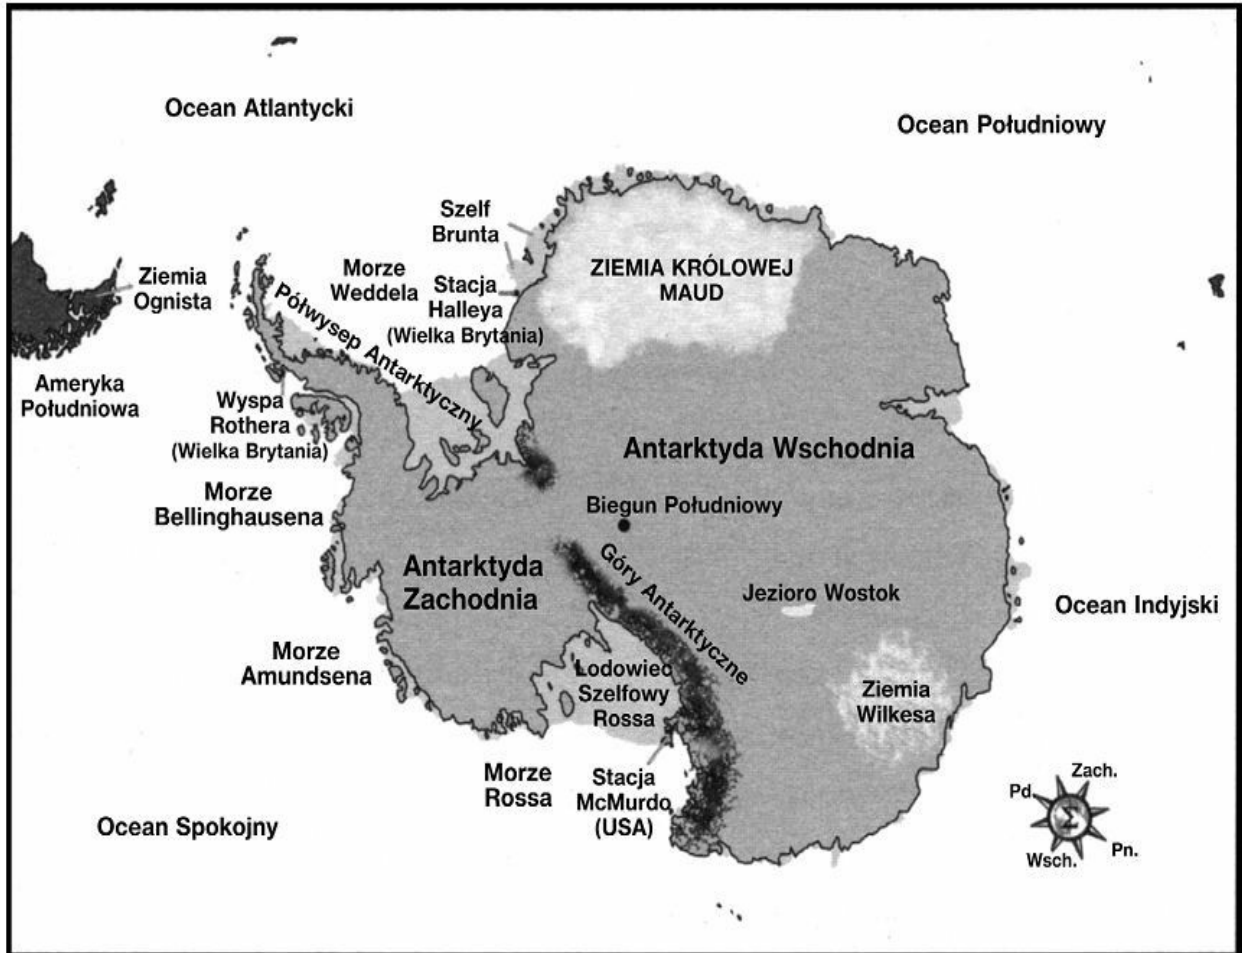 Ocean Atlantycki
Ocean Południowy
Szelf
Brunta
Ziemia
Ognista
Morze
Weddela
Stacja
Halleya
(Wielka Brytania)
ZIEMIA KRÓLOWEJ
MAUD
Półwysep Antarktyczny
Ameryka
Południowa
Wyspa
Rothera
(Wielka Brytania)
Antarktyda Wschodnia
Morze
Bellinghausena
Biegun Południowy
Antarktyda
Zachodnia
Góry Antarktyczne
Jezioro Wostok
Ocean Indyjski
Morze
Amundsena
Lodowiec
Szelfowy
Rossa
Ziemia
Wilkesa
Morze
Rossa
Stacja
McMurdo
(USA)
Ocean Spokojny
Zach.
Pd.
Σ
Pn.
Wsch.